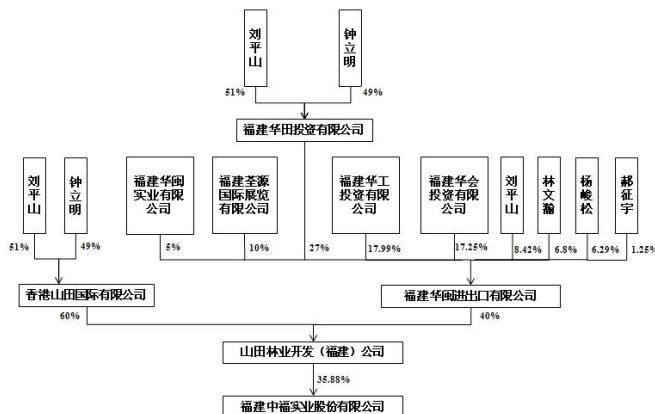 刘平山
钟立明
51%
49%
福建华田投资有限公司
刘平山
钟立明
福建华闽
实业有限
公司
福建荃源
国际展览
有限公司
福建华工
投资有限
公司
福建华会
投资有限
公司
刘平山
林文瀚
杨峻松
郝征宇
51%
49%
5%
10%
27%
17.99%
17.25%
8.42%
6.8%
6.29%
1.25%
香港山田国际有限公司
福建华闽进出口有限公司
60%
40%
山田林业开发（福建）公司
35.88%
福建中福实业股份有限公司